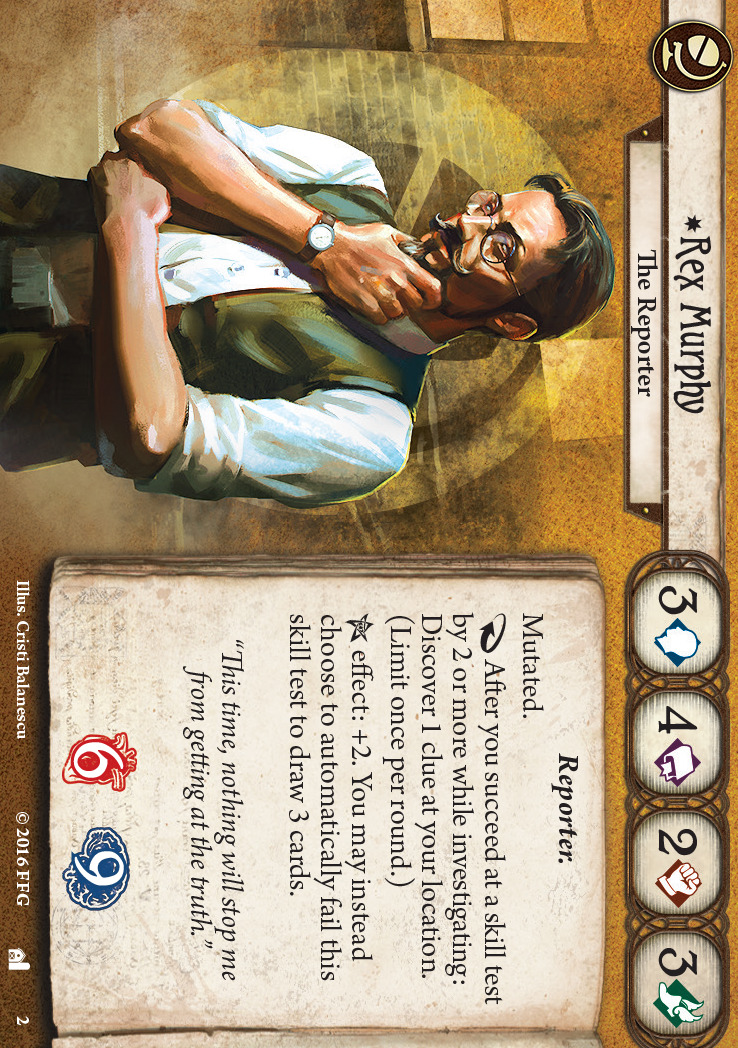 Rex Murphy
The Reporter
3 4 2 3
Reporter.
Mutated.
After you succeed at a skill test
by 2 or more while investigating:
Discover 1 clue at your location.
(Limit once per round.)
effect: +2. You may instead
choose to automatically fail this
skill test to draw 3 cards.
“This time, nothing will stop me
from getting at the truth.”
6 9
Illus. Cristi Balanescu © 2016 FFG 2